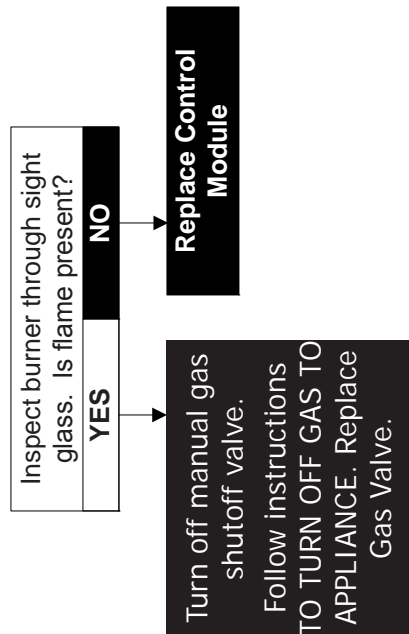 Inspect burner through sight
glass. Is flame present?
YES
NO
Turn off manual gas
shutoff valve.
Follow instructions
TO TURN OFF GAS TO
APPLIANCE. Replace
Gas Valve.
Replace Control
Module